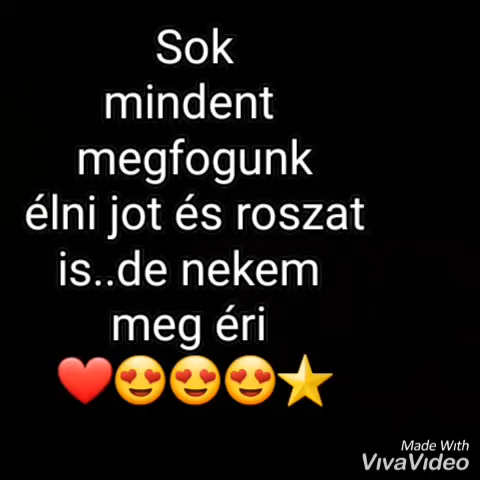 Sok
mindent
megfogunk
élni jot és roszat
is..de nekem
meg éri
❤️😍😍😍⭐
Made With
VivaVideo